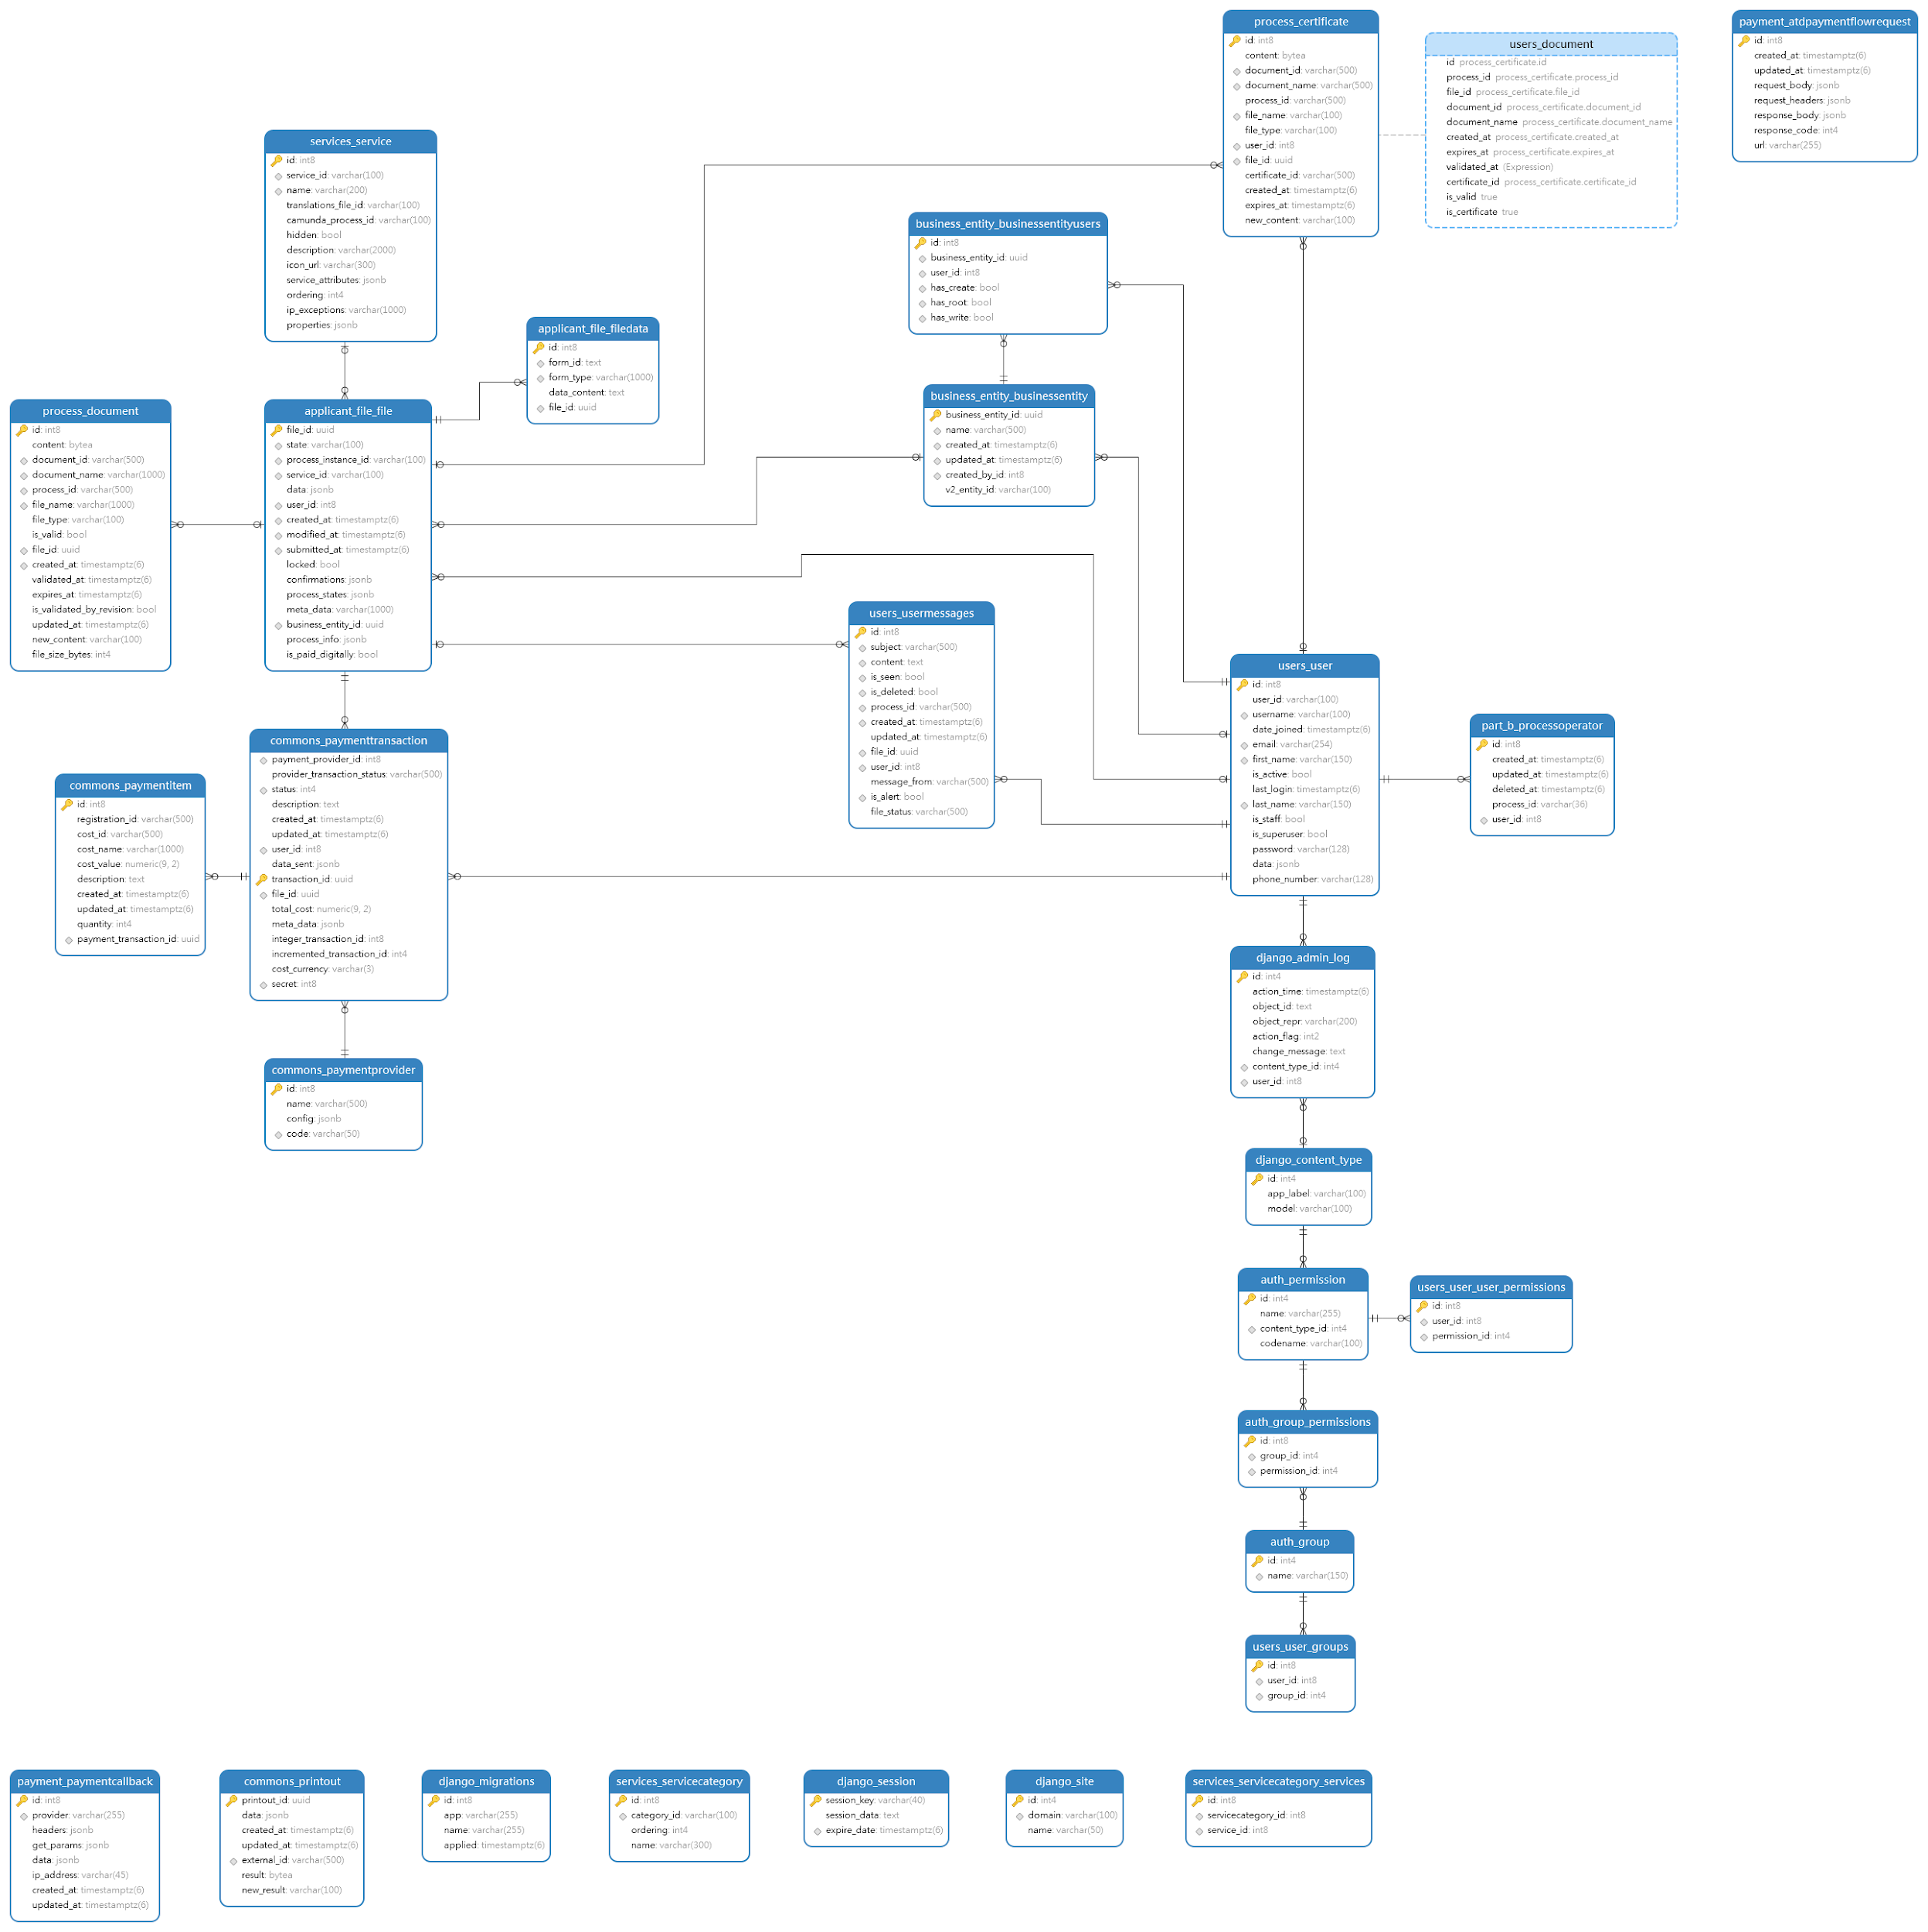 process_certificate
id: int8
content: bytea
document_id: varchar(500)
document_name: varchar(500)
process_id: varchar(500)
file_name: varchar(100)
file_type: varchar(100)
user_id: int8
file_id: uuid
certificate_id: varchar(500)
created_at: timestamptz(6)
expires_at: timestamptz(6)
new_content: varchar(100)
users_document
id process_certificate.id
process_id process_certificate.process_id
file_id process_certificate.file_id
document_id process_certificate.document_id
document_name process_certificate.document_name
created_at process_certificate.created_at
expires_at process_certificate.expires_at
validated_at (Expression)
certificate_id process_certificate.certificate_id
is_valid true
is_certificate true
payment_atdpaymentflowrequest
id: int8
created_at: timestamptz(6)
updated_at: timestamptz(6)
request_body: jsonb
request_headers: jsonb
response_body: jsonb
response_code: int4
url: varchar(255)
services_service
id: int8
service_id: varchar(100)
name: varchar(200)
translations_file_id: varchar(100)
camunda_process_id: varchar(100)
hidden: bool
description: varchar(2000)
icon_url: varchar(300)
service_attributes: jsonb
ordering: int4
ip_exceptions: varchar(1000)
properties: jsonb
business_entity_businessentityusers
id: int8
business_entity_id: uuid
user_id: int8
has_create: bool
has_root: bool
has_write: bool
applicant_file_filedata
id: int8
form_id: text
form_type: varchar(1000)
data_content: text
file_id: uuid
business_entity_businessentity
business_entity_id: uuid
name: varchar(500)
created_at: timestamptz(6)
updated_at: timestamptz(6)
created_by_id: int8
v2_entity_id: varchar(100)
process_document
id: int8
content: bytea
document_id: varchar(500)
document_name: varchar(1000)
process_id: varchar(500)
file_name: varchar(1000)
file_type: varchar(100)
is_valid: bool
file_id: uuid
created_at: timestamptz(6)
validated_at: timestamptz(6)
expires_at: timestamptz(6)
is_validated_by_revision: bool
updated_at: timestamptz(6)
new_content: varchar(100)
file_size_bytes: int4
applicant_file_file
file_id: uuid
state: varchar(100)
process_instance_id: varchar(100)
service_id: varchar(100)
data: jsonb
user_id: int8
created_at: timestamptz(6)
modified_at: timestamptz(6)
submitted_at: timestamptz(6)
locked: bool
confirmations: jsonb
process_states: jsonb
meta_data: varchar(1000)
business_entity_id: uuid
process_info: jsonb
is_paid_digitally: bool
users_usermessages
id: int8
subject: varchar(500)
content: text
is_seen: bool
is_deleted: bool
process_id: varchar(500)
created_at: timestamptz(6)
updated_at: timestamptz(6)
file_id: uuid
user_id: int8
message_from: varchar(500)
is_alert: bool
file_status: varchar(500)
users_user
id: int8
user_id: varchar(100)
username: varchar(100)
date_joined: timestamptz(6)
email: varchar(254)
first_name: varchar(150)
is_active: bool
last_login: timestamptz(6)
last_name: varchar(150)
is_staff: bool
is_superuser: bool
password: varchar(128)
data: jsonb
phone_number: varchar(128)
part_b_processoperator
id: int8
created_at: timestamptz(6)
updated_at: timestamptz(6)
deleted_at: timestamptz(6)
process_id: varchar(36)
user_id: int8
commons_paymentitem
id: int8
registration_id: varchar(500)
cost_id: varchar(500)
cost_name: varchar(1000)
cost_value: numeric(9, 2)
description: text
created_at: timestamptz(6)
updated_at: timestamptz(6)
quantity: int4
payment_transaction_id: uuid
commons_paymenttransaction
payment_provider_id: int8
provider_transaction_status: varchar(500)
status: int4
description: text
created_at: timestamptz(6)
updated_at: timestamptz(6)
user_id: int8
data_sent: jsonb
transaction_id: uuid
file_id: uuid
total_cost: numeric(9, 2)
meta_data: jsonb
integer_transaction_id: int8
incremented_transaction_id: int4
cost_currency: varchar(3)
secret: int8
commons_paymentprovider
id: int8
name: varchar(500)
config: jsonb
code: varchar(50)
django_admin_log
id: int4
action_time: timestamptz(6)
object_id: text
object_repr: varchar(200)
action_flag: int2
change_message: text
content_type_id: int4
user_id: int8
django_content_type
id: int4
app_label: varchar(100)
model: varchar(100)
auth_permission
id: int4
name: varchar(255)
content_type_id: int4
codename: varchar(100)
users_user_user_permissions
id: int8
user_id: int8
permission_id: int4
auth_group_permissions
id: int8
group_id: int4
permission_id: int4
auth_group
id: int4
name: varchar(150)
users_user_groups
id: int8
user_id: int8
group_id: int4
payment_paymentcallback
id: int8
provider: varchar(255)
headers: jsonb
get_params: jsonb
data: jsonb
ip_address: varchar(45)
created_at: timestamptz(6)
updated_at: timestamptz(6)
commons_printout
printout_id: uuid
data: jsonb
created_at: timestamptz(6)
updated_at: timestamptz(6)
external_id: varchar(500)
result: bytea
new_result: varchar(100)
django_migrations
id: int8
app: varchar(255)
name: varchar(255)
applied: timestamptz(6)
services_servicecategory
id: int8
category_id: varchar(100)
ordering: int4
name: varchar(300)
django_session
session_key: varchar(40)
session_data: text
expire_date: timestamptz(6)
django_site
id: int4
domain: varchar(100)
name: varchar(50)
services_servicecategory_services
id: int8
servicecategory_id: int8
service_id: int8